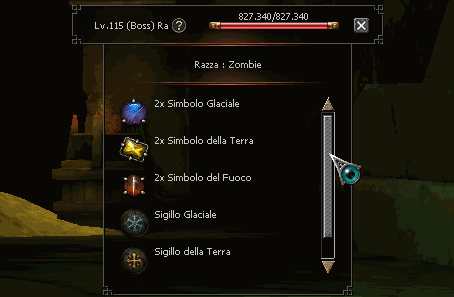 827.340/827.340
Lv.115 (Boss) Ra ?
Razza : Zombie
2x Simbolo Glaciale
2x Simbolo della Terra
2x Simbolo del Fuoco
Sigillo Glaciale
Sigillo della Terra